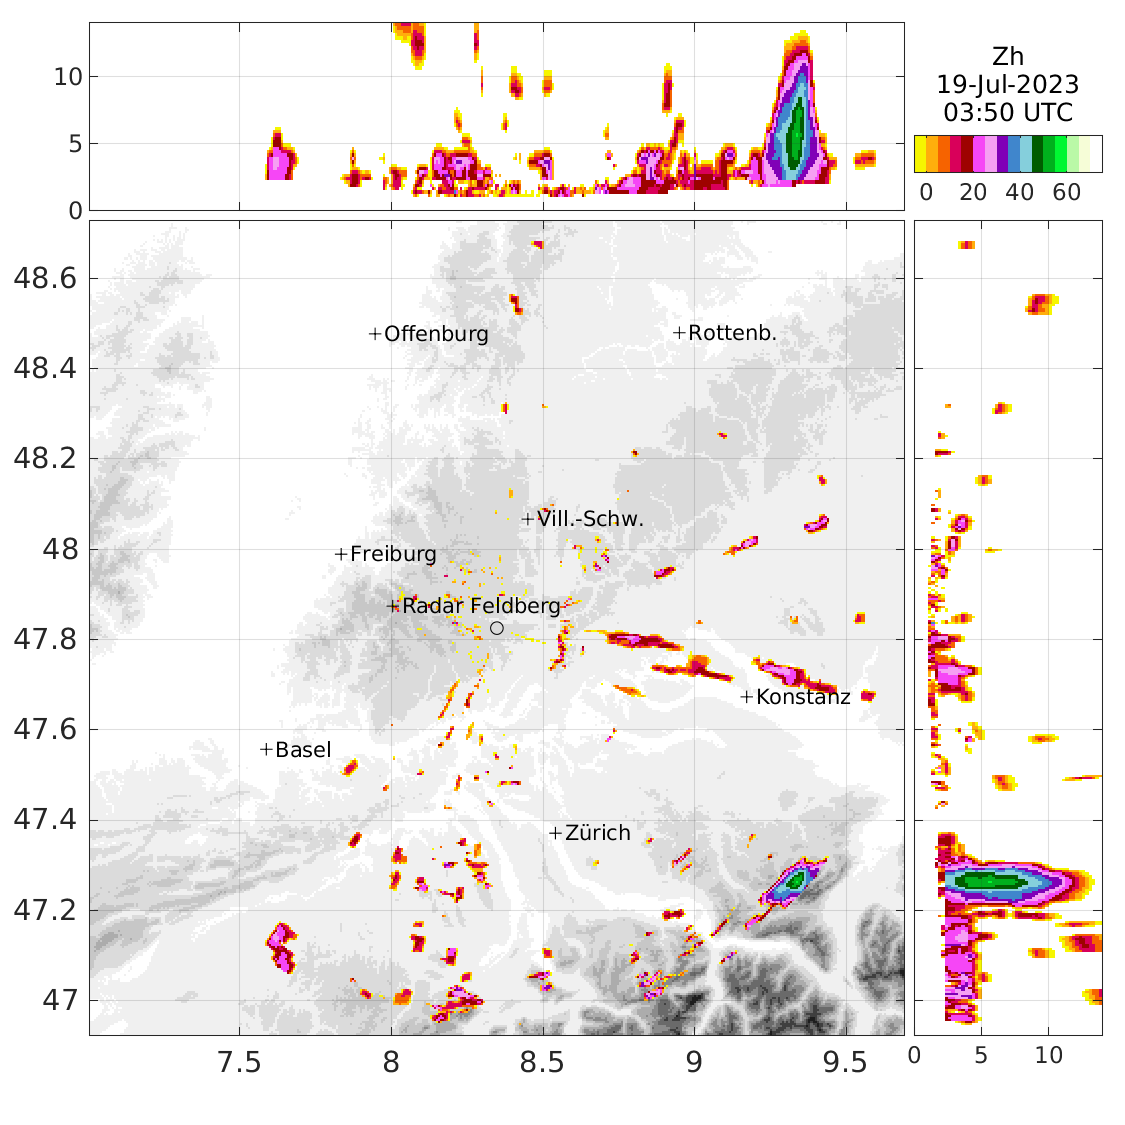 10
5
0
Zh
19-Jul-2023
03:50 UTC
0 20 40 60
48.6
48.4
48.2
48
47.8
47.6
47.4
47.2
47
+Offenburg
+Rottenb.
+Vill.-Schw.
+Freiburg
+Radar Feldberg
+Konstanz
+Basel
+Zürich
7.5 8 8.5 9 9.5
0 5 10